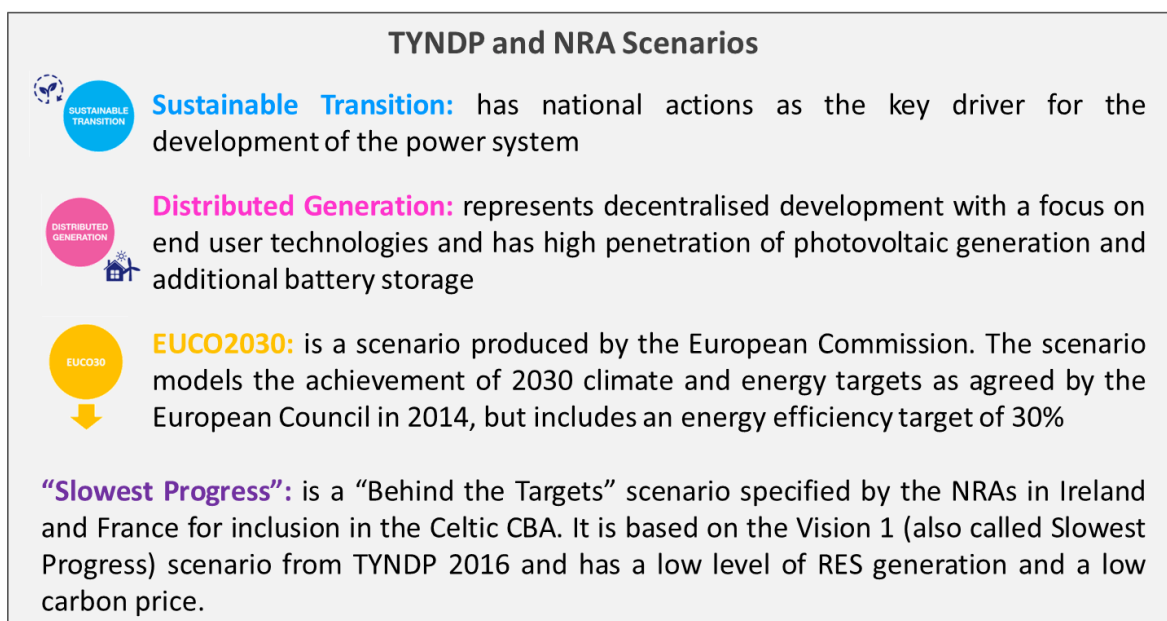 TYNDP and NRA Scenarios
SUSTAINABLE
TRANSITION
Sustainable Transition: has national actions as the key driver for the
development of the power system
DISTRIBUTED
GENERATION
Distributed Generation: represents decentralised development with a focus on
end user technologies and has high penetration of photovoltaic generation and
additional battery storage
EUCO30
EUCO2030: is a scenario produced by the European Commission. The scenario
models the achievement of 2030 climate and energy targets as agreed by the
European Council in 2014, but includes an energy efficiency target of 30%
“Slowest Progress”: is a “Behind the Targets” scenario specified by the NRAs in Ireland
and France for inclusion in the Celtic CBA. It is based on the Vision 1 (also called Slowest
Progress) scenario from TYNDP 2016 and has a low level of RES generation and a low
carbon price.